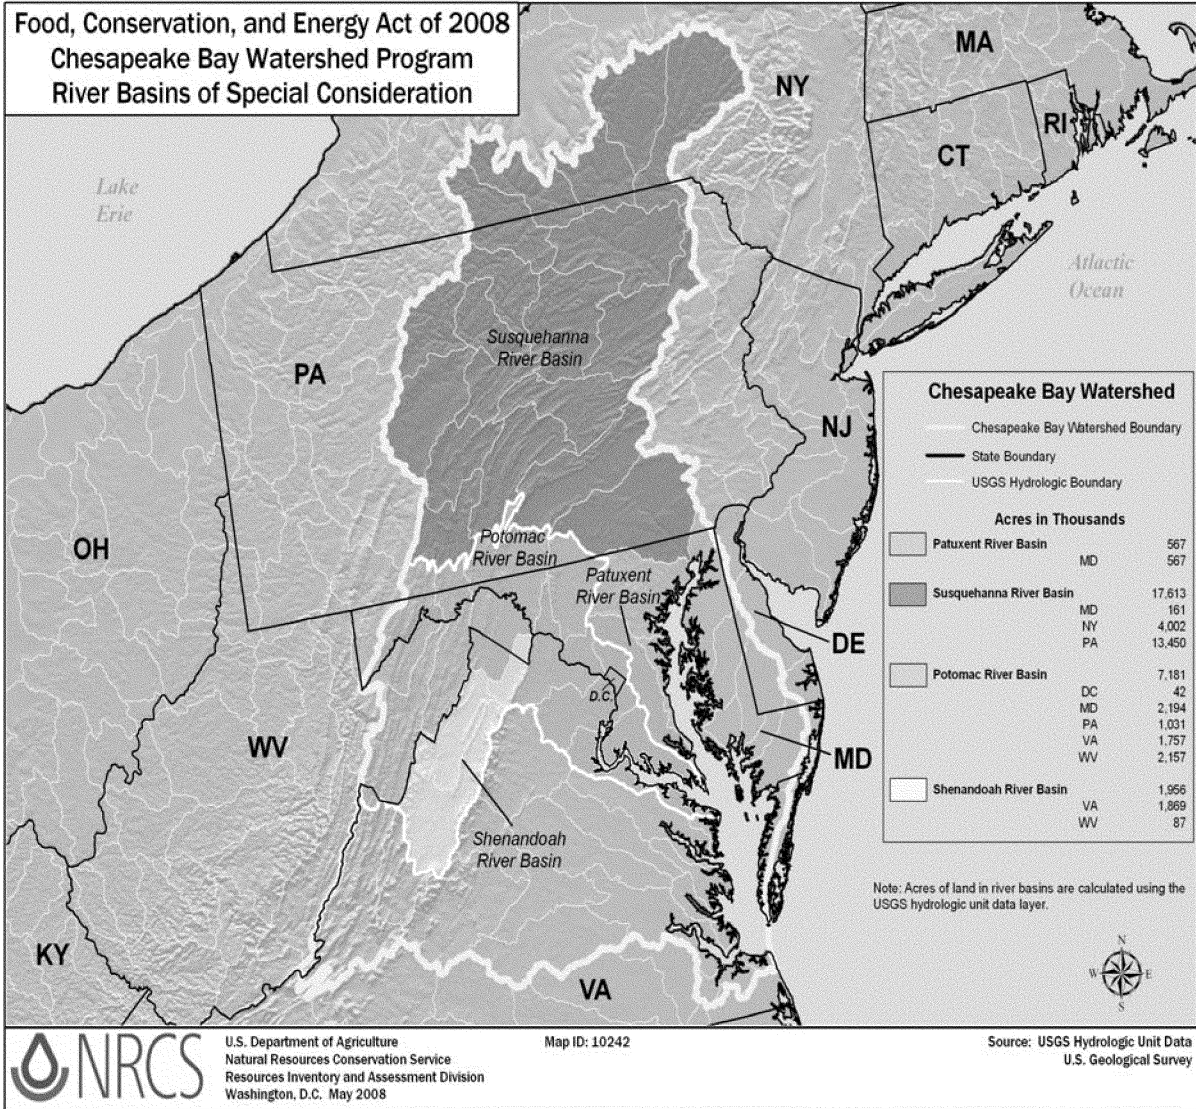 Food, Conservation, and Energy Act of 2008
Chesapeake Bay Watershed Program
River Basins of Special Consideration
MA
NY
RI
CT
Lake
Erie
Atlactic
Ocean
Susquehanna
River Basin
PA
NJ
OH
Potomac
River Basin
Patuxent
River Basin
DE
D.C.
WV
MD
Shenandoah
River Basin
KY
VA
Chesapeake Bay Watershed
Chesapeake Bay Watershed Boundary
State Boundary
USGS Hydrologic Boundary
Acres in Thousands
Patuxent River Basin 567
MD 567
Susquehanna River Basin 17,613
MD 161
NY 4,002
PA 13,450
Potomac River Basin 7,181
DC 42
MD 2,194
PA 1,031
VA 1,757
WV 2,157
Shenandoah River Basin 1,956
VA 1,869
WV 87
Note: Acres of land in river basins are calculated using the
USGS hydrologic unit data layer.
N
W E
S
NRCS
U.S. Department of Agriculture
Natural Resources Conservation Service
Resources Inventory and Assessment Division
Washington, D.C. May 2008
Map ID: 10242
Source: USGS Hydrologic Unit Data
U.S. Geological Survey